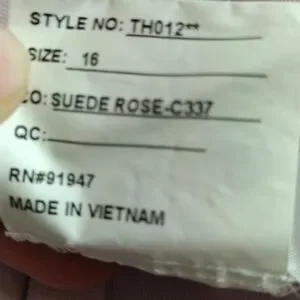 STYLE NO: TH012**
SIZE: 16
CO: SUEDE ROSE-C337
QC:
RN#91947
MADE IN VIETNAM